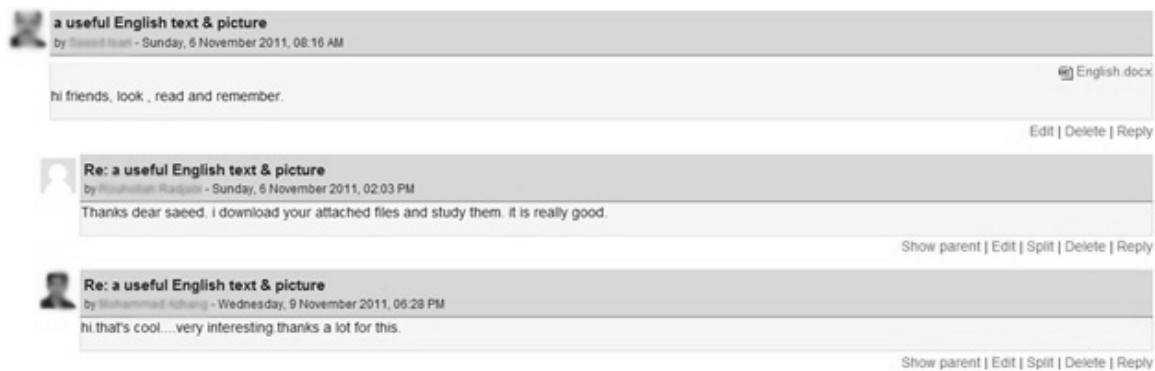 a useful English text & picture
by - Sunday, 6 November 2011, 08:16 AM
English.docx
hi friends, look , read and remember.
Edit | Delete | Reply
Re: a useful English text & picture
by - Sunday, 6 November 2011, 02:03 PM
Thanks dear saeed. i download your attached files and study them. it is really good.
Show parent | Edit | Split | Delete | Reply
Re: a useful English text & picture
by - Wednesday, 9 November 2011, 06:28 PM
hi.that's cool....very interesting.thanks a lot for this.
Show parent | Edit | Split | Delete | Reply